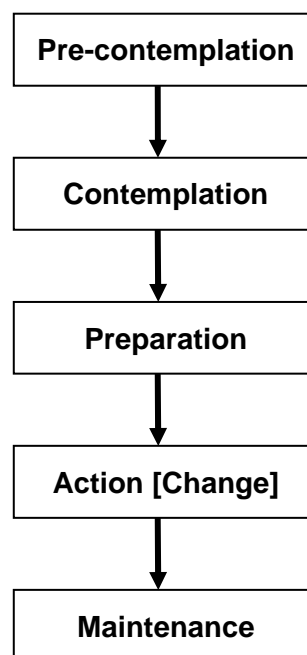 Pre-contemplation
Contemplation
Preparation
Action [Change]
Maintenance